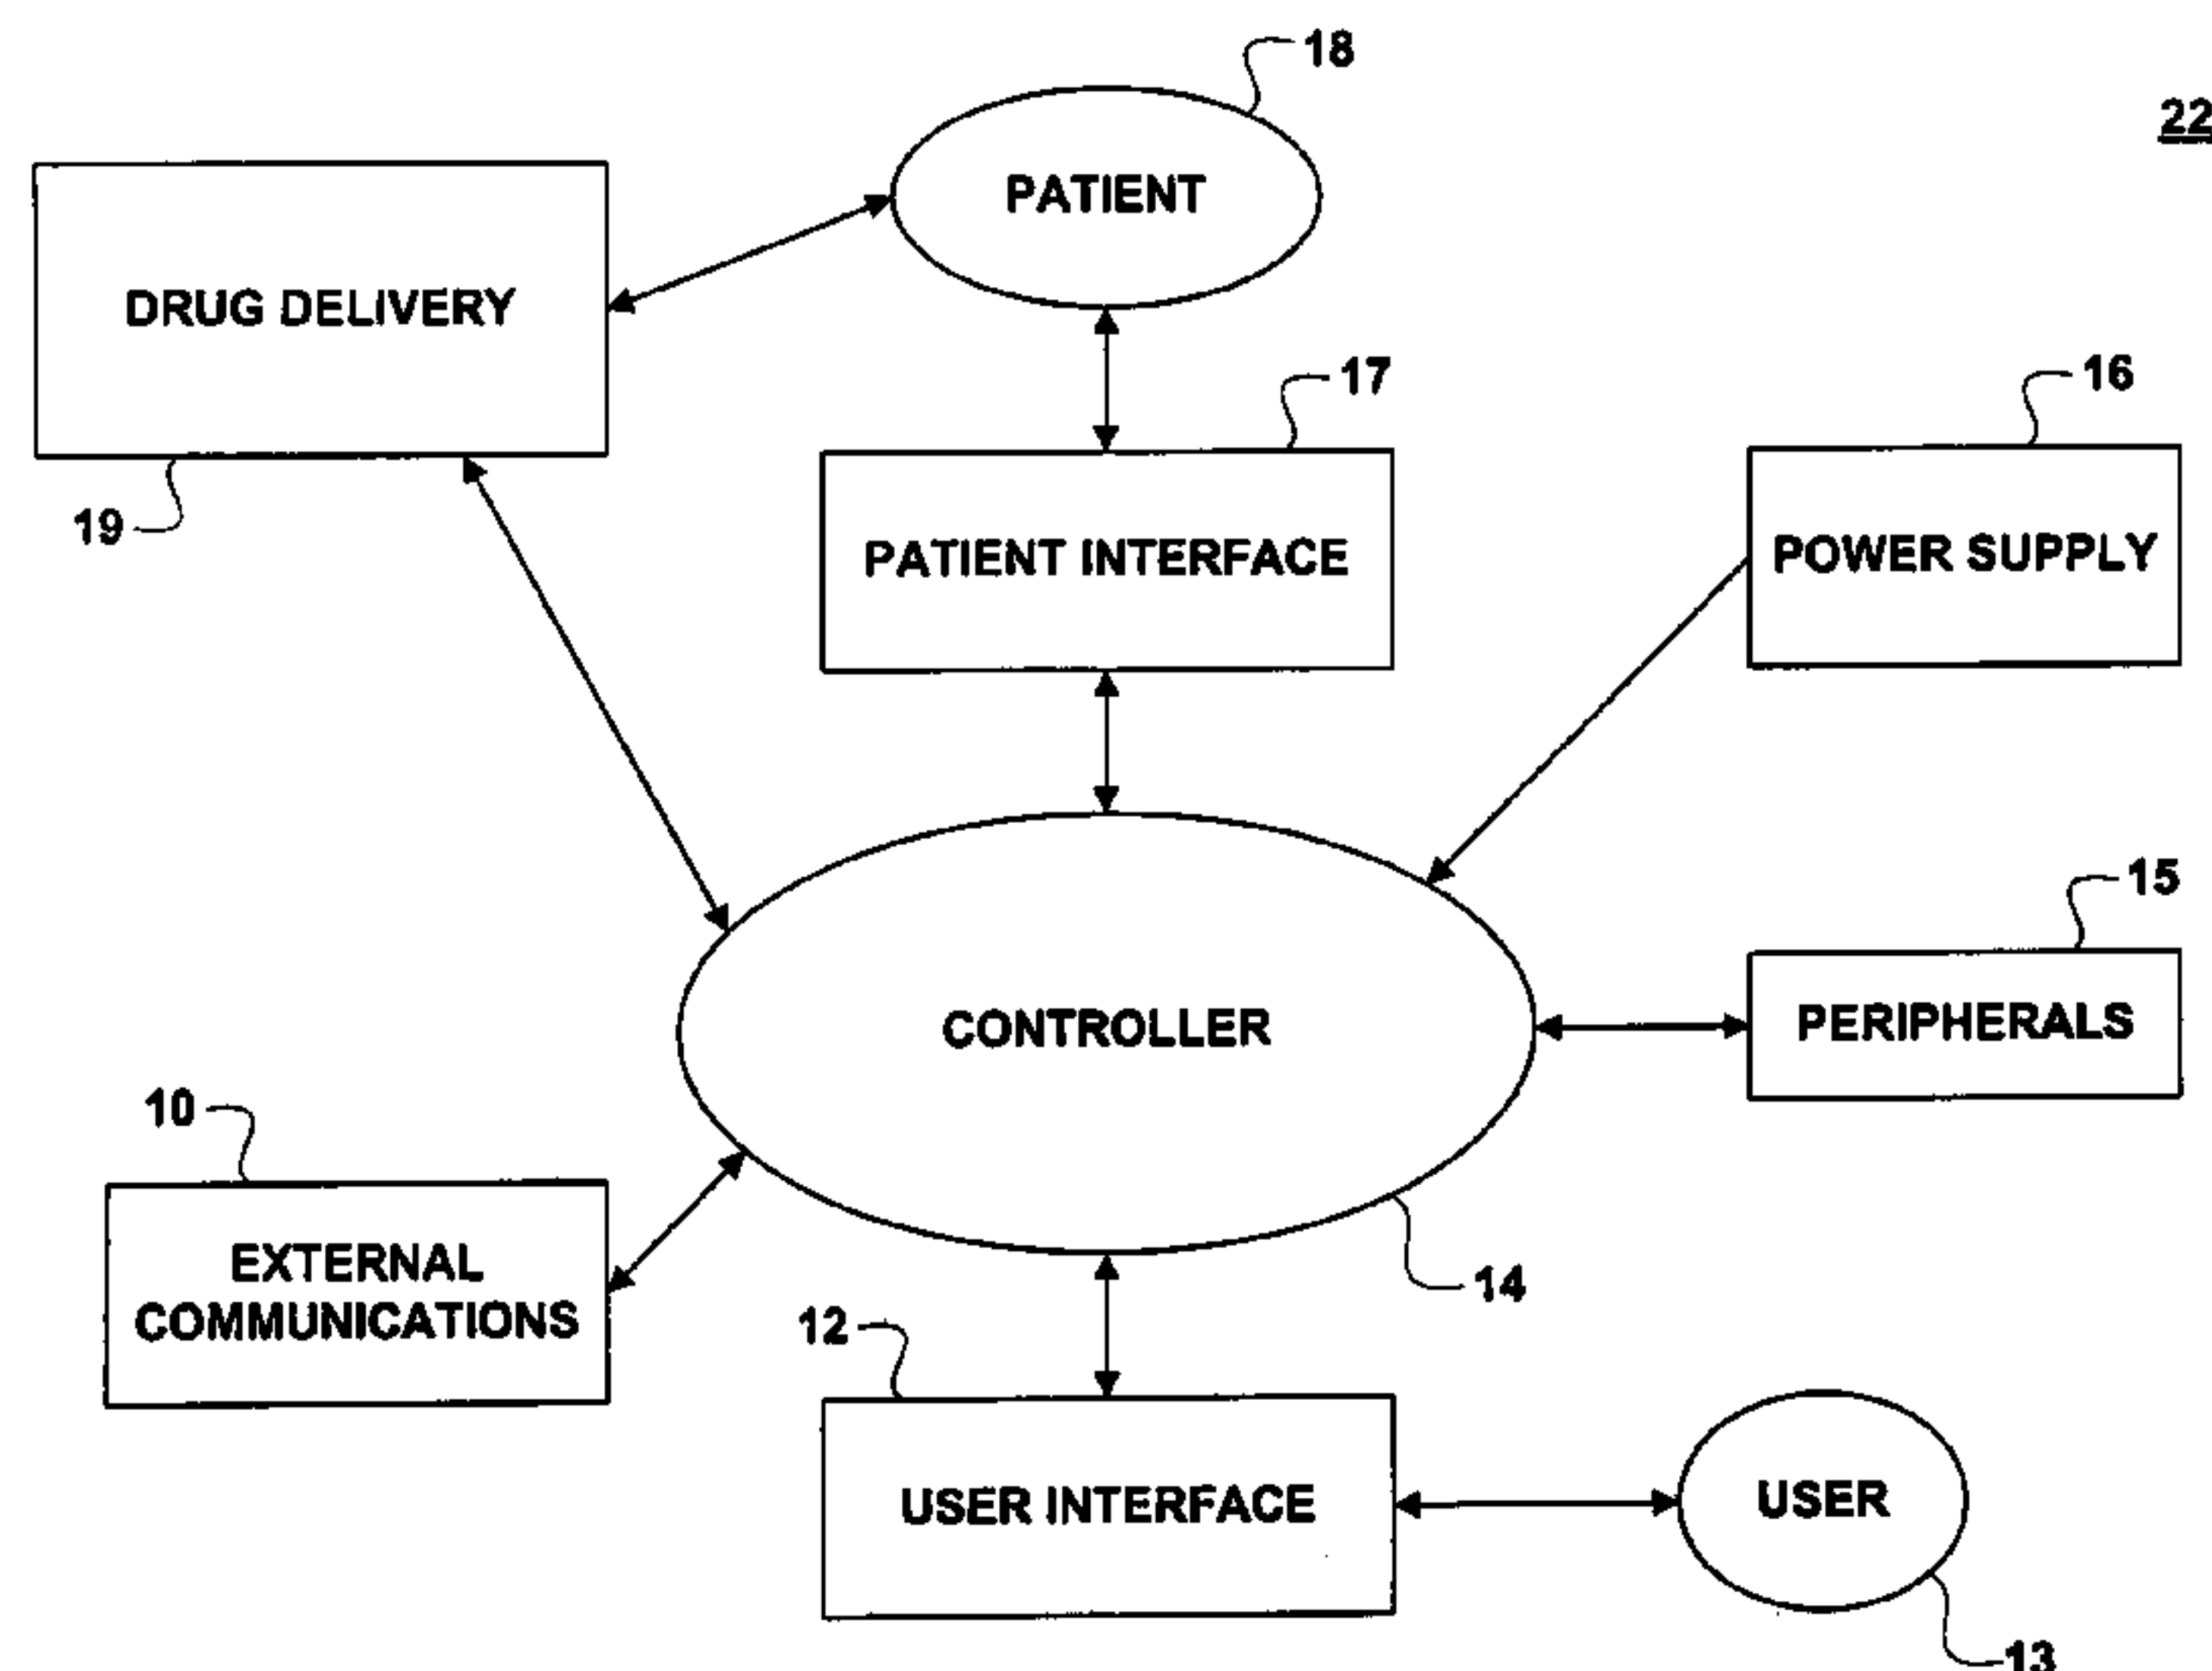 18
22
PATIENT
DRUG DELIVERY
17
16
19
PATIENT INTERFACE
POWER SUPPLY
15
CONTROLLER
PERIPHERALS
10
EXTERNAL
COMMUNICATIONS
14
12
USER INTERFACE
USER
13